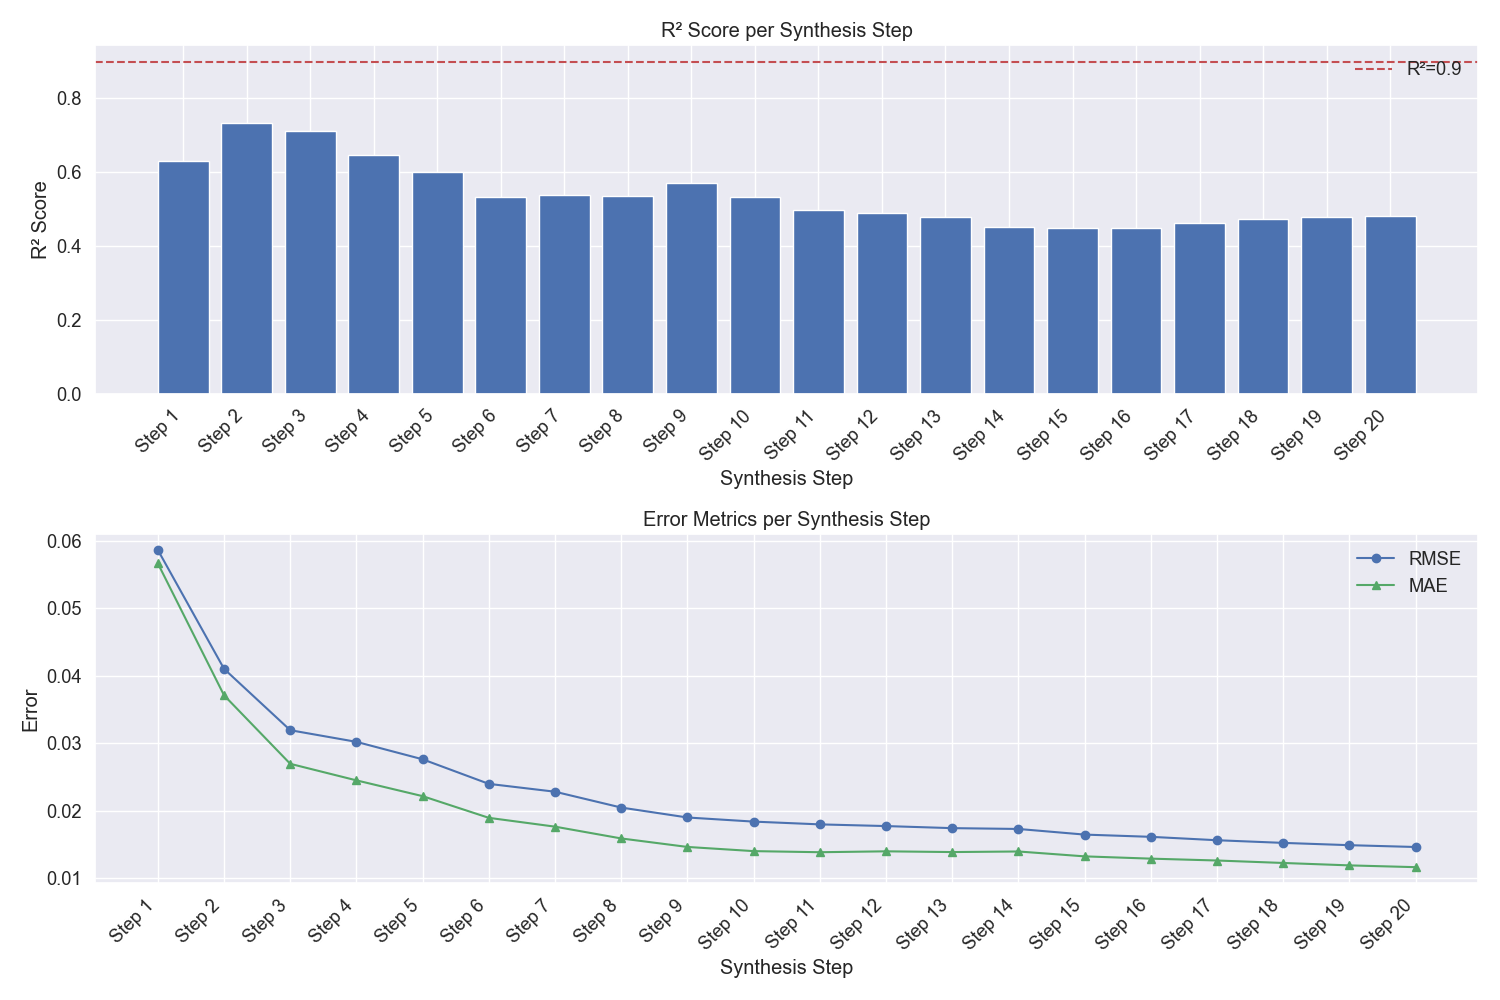 R² Score per Synthesis Step
R²=0.9
R² Score
0.8
0.6
0.4
0.2
0.0
Step 1
Step 2
Step 3
Step 4
Step 5
Step 6
Step 7
Step 8
Step 9
Step 10
Step 11
Step 12
Step 13
Step 14
Step 15
Step 16
Step 17
Step 18
Step 19
Step 20
Synthesis Step
Error Metrics per Synthesis Step
RMSE
MAE
Error
0.06
0.05
0.04
0.03
0.02
0.01
Step 1
Step 2
Step 3
Step 4
Step 5
Step 6
Step 7
Step 8
Step 9
Step 10
Step 11
Step 12
Step 13
Step 14
Step 15
Step 16
Step 17
Step 18
Step 19
Step 20
Synthesis Step